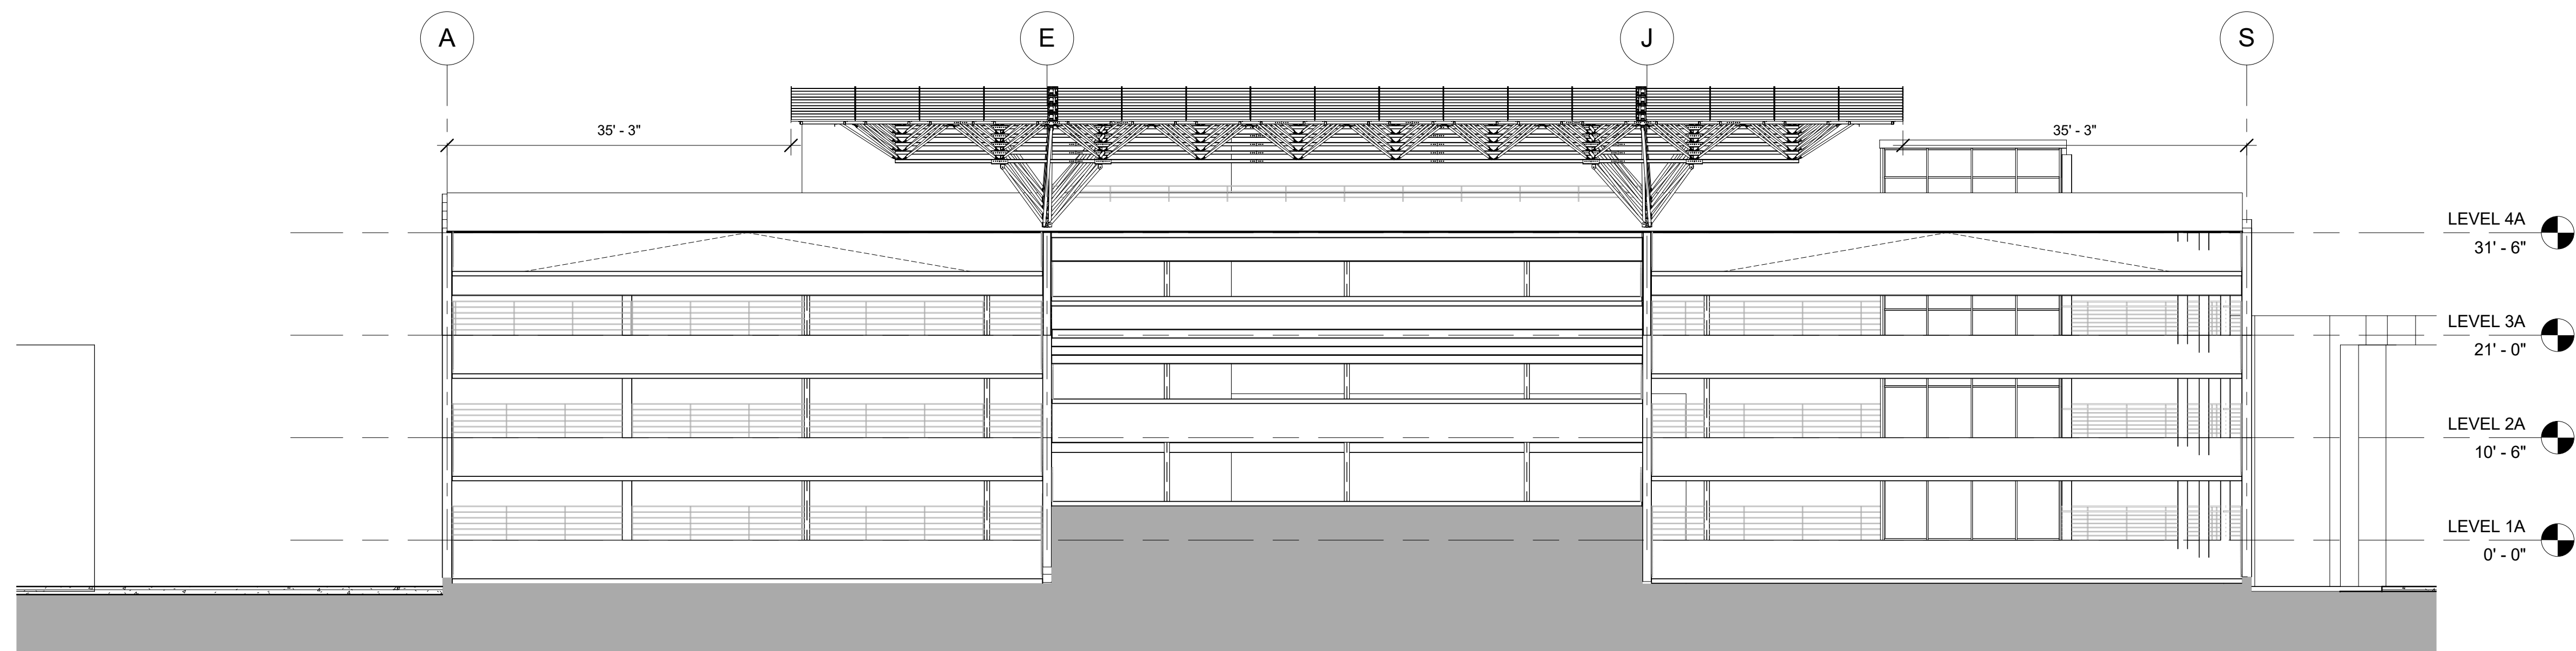 A
E
J
S
35' - 3"
35' - 3"
LEVEL 4A
31' - 6"
LEVEL 3A
21' - 0"
LEVEL 2A
10' - 6"
LEVEL 1A
0' - 0"